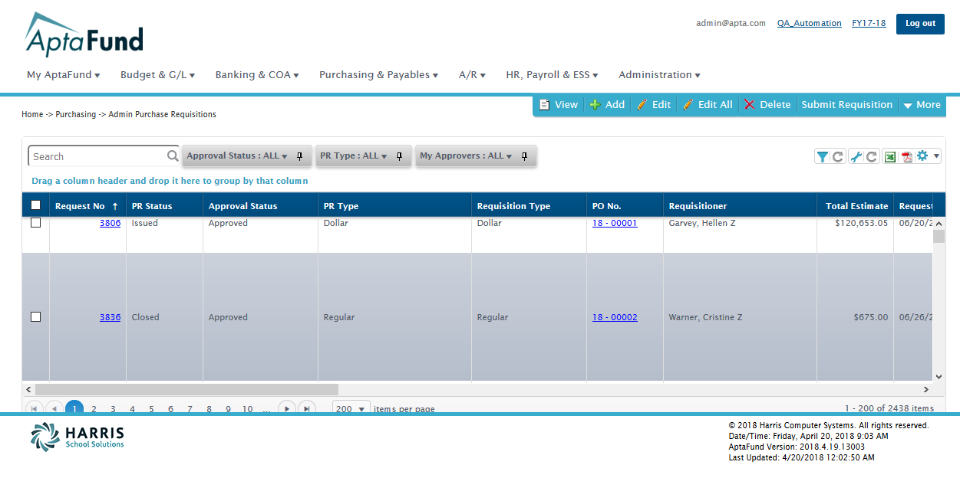 AptaFund
admin@apta.com QA_Automation FY17-18 Log out
My AptaFund Budget & G/L Banking & COA Purchasing & Payables A/R HR, Payroll & ESS Administration
View Add Edit Edit All Delete Submit Requisition More
Home -> Purchasing -> Admin Purchase Requisitions
Search Approval Status : ALL PR Type : ALL My Approvers : ALL
Drag a column header and drop it here to group by that column
Request No ↑ PR Status Approval Status PR Type Requisition Type PO No. Requisitioner Total Estimate Request
3806 Issued Approved Dollar Dollar 18 - 00001 Garvey, Hellen Z $120,653.05 06/20/2
3836 Closed Approved Regular Regular 18 - 00002 Warner, Cristine Z $675.00 06/26/2
1 2 3 4 5 6 7 8 9 10 ... 200 items per page 1 - 200 of 2438 items
HARRIS
School Solutions
© 2018 Harris Computer Systems. All rights reserved.
Date/Time: Friday, April 20, 2018 9:03 AM
AptaFund Version: 2018.4.19.13003
Last Updated: 4/20/2018 12:02:50 AM